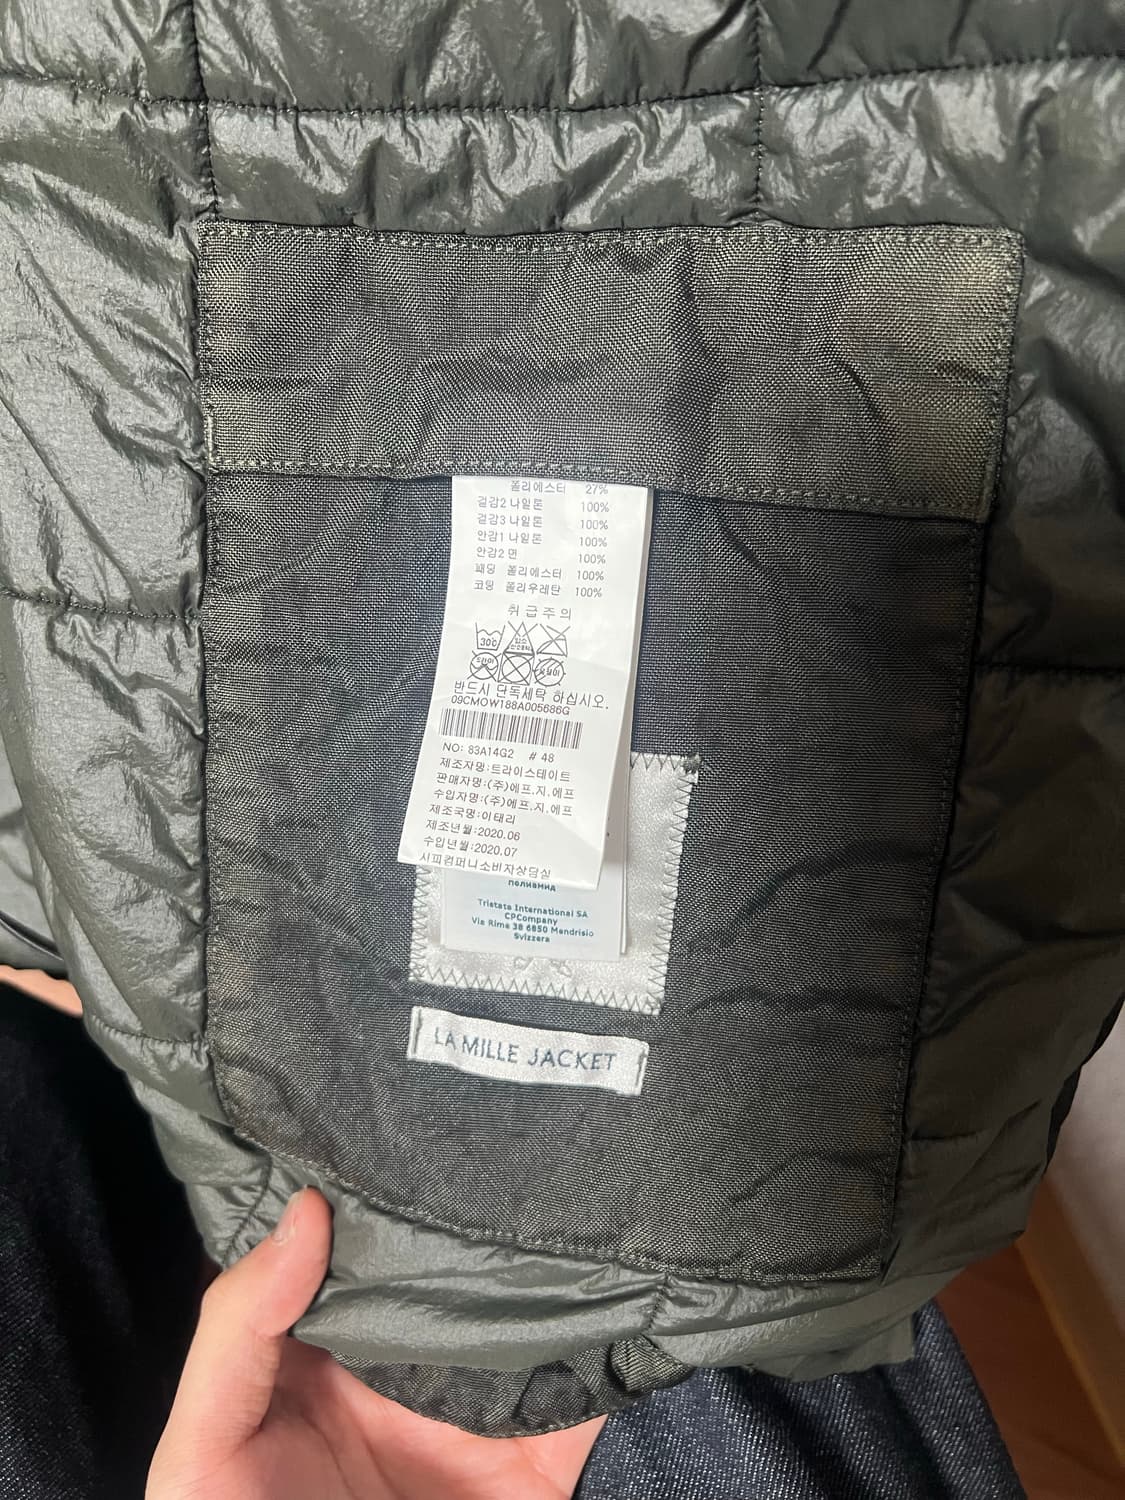 폴리에스터 27%
겉감2 나일론 100%
겉감3 나일론 100%
안감1 나일론 100%
안감2 면 100%
패딩 폴리에스터 100%
코팅 폴리우레탄 100%
취급주의
30℃
드라이
반드시 단독세탁 하십시오.
09CMOW188A005686G
NO: 83A14G2 # 48
제조자명:트라이스테이트
판매자명:(주)에프.지.에프
수입자명:(주)에프.지.에프
제조국명:이태리
제조년월:2020.06
수입년월:2020.07
시피컴퍼니소비자상담실
полиамид
Tristate International SA
CPCompany
Via Rime 38 6850 Mendrisio
Svizzera
LA MILLE JACKET